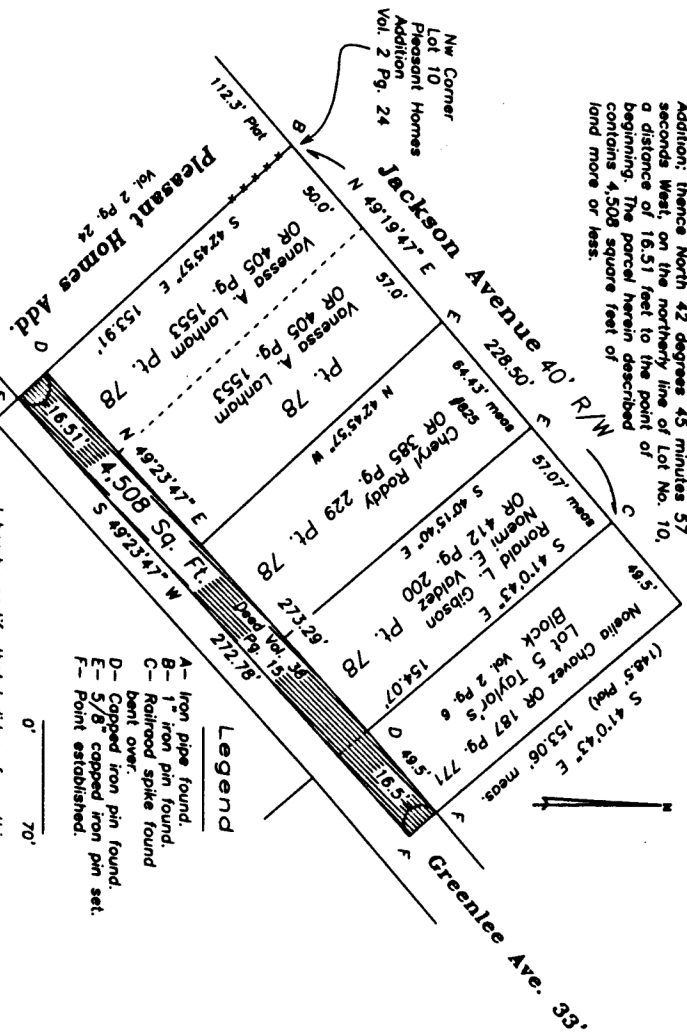 Addition; thence North 42 degrees 45 minutes 57
seconds West, on the northerly line of Lot No. 10,
a distance of 16.51 feet to the point of
beginning. The parcel herein described
contains 4,508 square feet of
land more or less.
Nw Corner
Lot 10
Pleasant Homes
Addition
Vol. 2 Pg. 24
112.3' Plat
B
Jackson Avenue 40' R/W
N 49°19'47" E
228.50'
E
E
C
50.0'
57.0'
64.43' meas
57.07' meas
49.5'
Pleasant Homes Add.
Vol. 2 Pg. 24
S 42°45'57" E
153.91'
Vanessa A. Lanham
OR 405 Pg. 1553
Pt. 78
Vanessa A. Lanham
OR 405 Pg. 1553
Pt. 78
N 42°45'57" W
#825
Cheryl Roddy
OR 385 Pg. 229 Pt. 78
S 40°15'40" E
Ronald L. Gibson
Noemi E. Valdez
OR 412 Pg. 200
Pt. 78
S 41°0'43" E
154.07'
Noelia Chavez OR 187 Pg. 771
Lot 5 Taylor's
Block Vol. 2 Pg. 6
(148.5' Plat)
S 41°0'43" E
153.06' meas.
N
D
N 49°23'47" E
273.29'
D
49.5'
F
16.51'
4,508 Sq. Ft.
Deed Vol. 36
Pg. 15
16.5'
F
S 49°23'47" W
272.78'
Greenlee Ave. 33'
Legend
A- Iron pipe found.
B- 1" iron pin found.
C- Railroad spike found
bent over.
D- Capped iron pin found.
E- 5/8" capped iron pin set.
F- Point established.
0'
70'